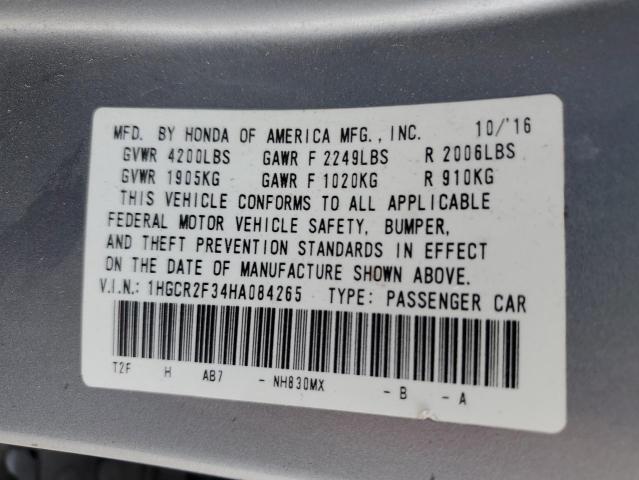 MFD. BY HONDA OF AMERICA MFG., INC. 10/'16
GVWR 4200LBS GAWR F 2249LBS R 2006LBS
GVWR 1905KG GAWR F 1020KG R 910KG
THIS VEHICLE CONFORMS TO ALL APPLICABLE
FEDERAL MOTOR VEHICLE SAFETY, BUMPER,
AND THEFT PREVENTION STANDARDS IN EFFECT
ON THE DATE OF MANUFACTURE SHOWN ABOVE.
V.I.N.: 1HGCR2F34HA084265 TYPE: PASSENGER CAR
T2F H AB7 - NH830MX - B - A